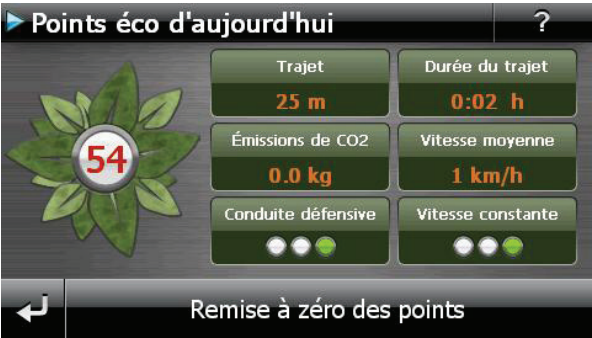 Points éco d'aujourd'hui ?
Trajet
25 m
Durée du trajet
0:02 h
54
Émissions de CO2
0.0 kg
Vitesse moyenne
1 km/h
Conduite défensive
Vitesse constante
Remise à zéro des points